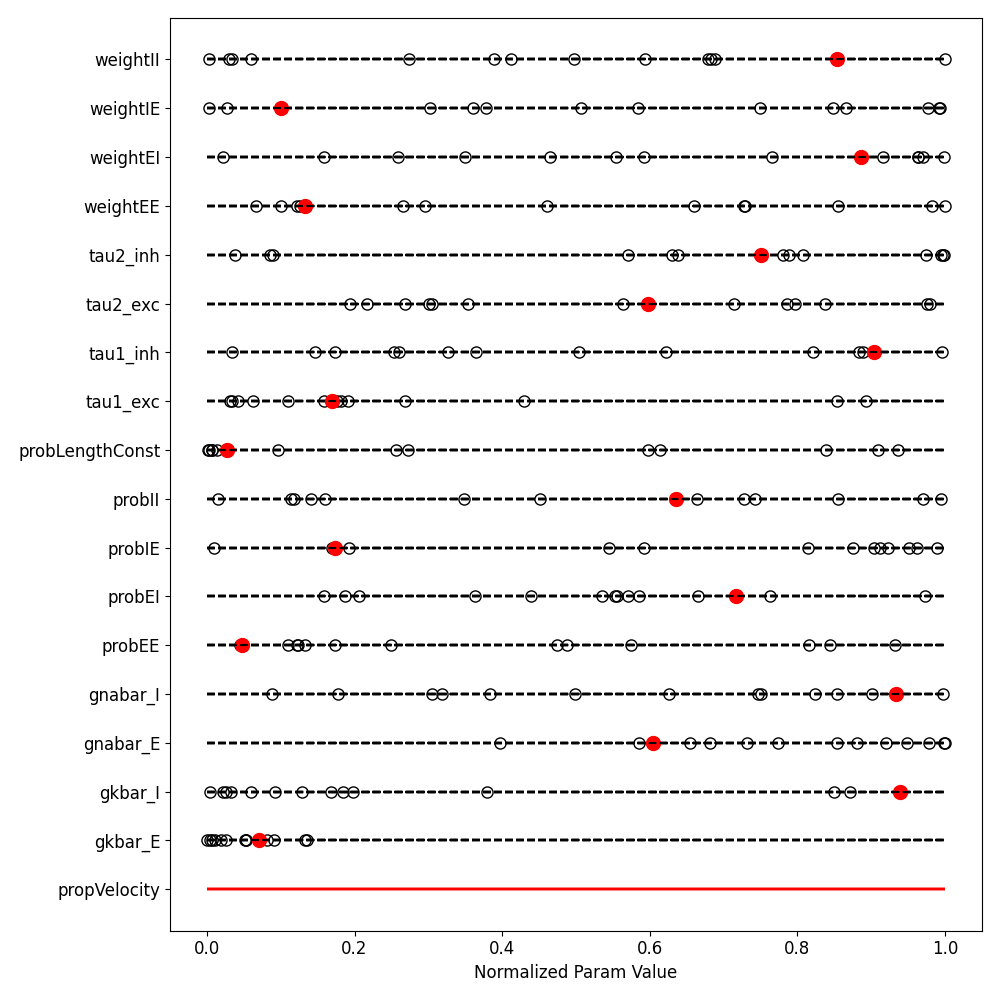 weightII
weightIE
weightEI
weightEE
tau2_inh
tau2_exc
tau1_inh
tau1_exc
probLengthConst
probII
probIE
probEI
probEE
gnabar_I
gnabar_E
gkbar_I
gkbar_E
propVelocity
0.0 0.2 0.4 0.6 0.8 1.0
Normalized Param Value